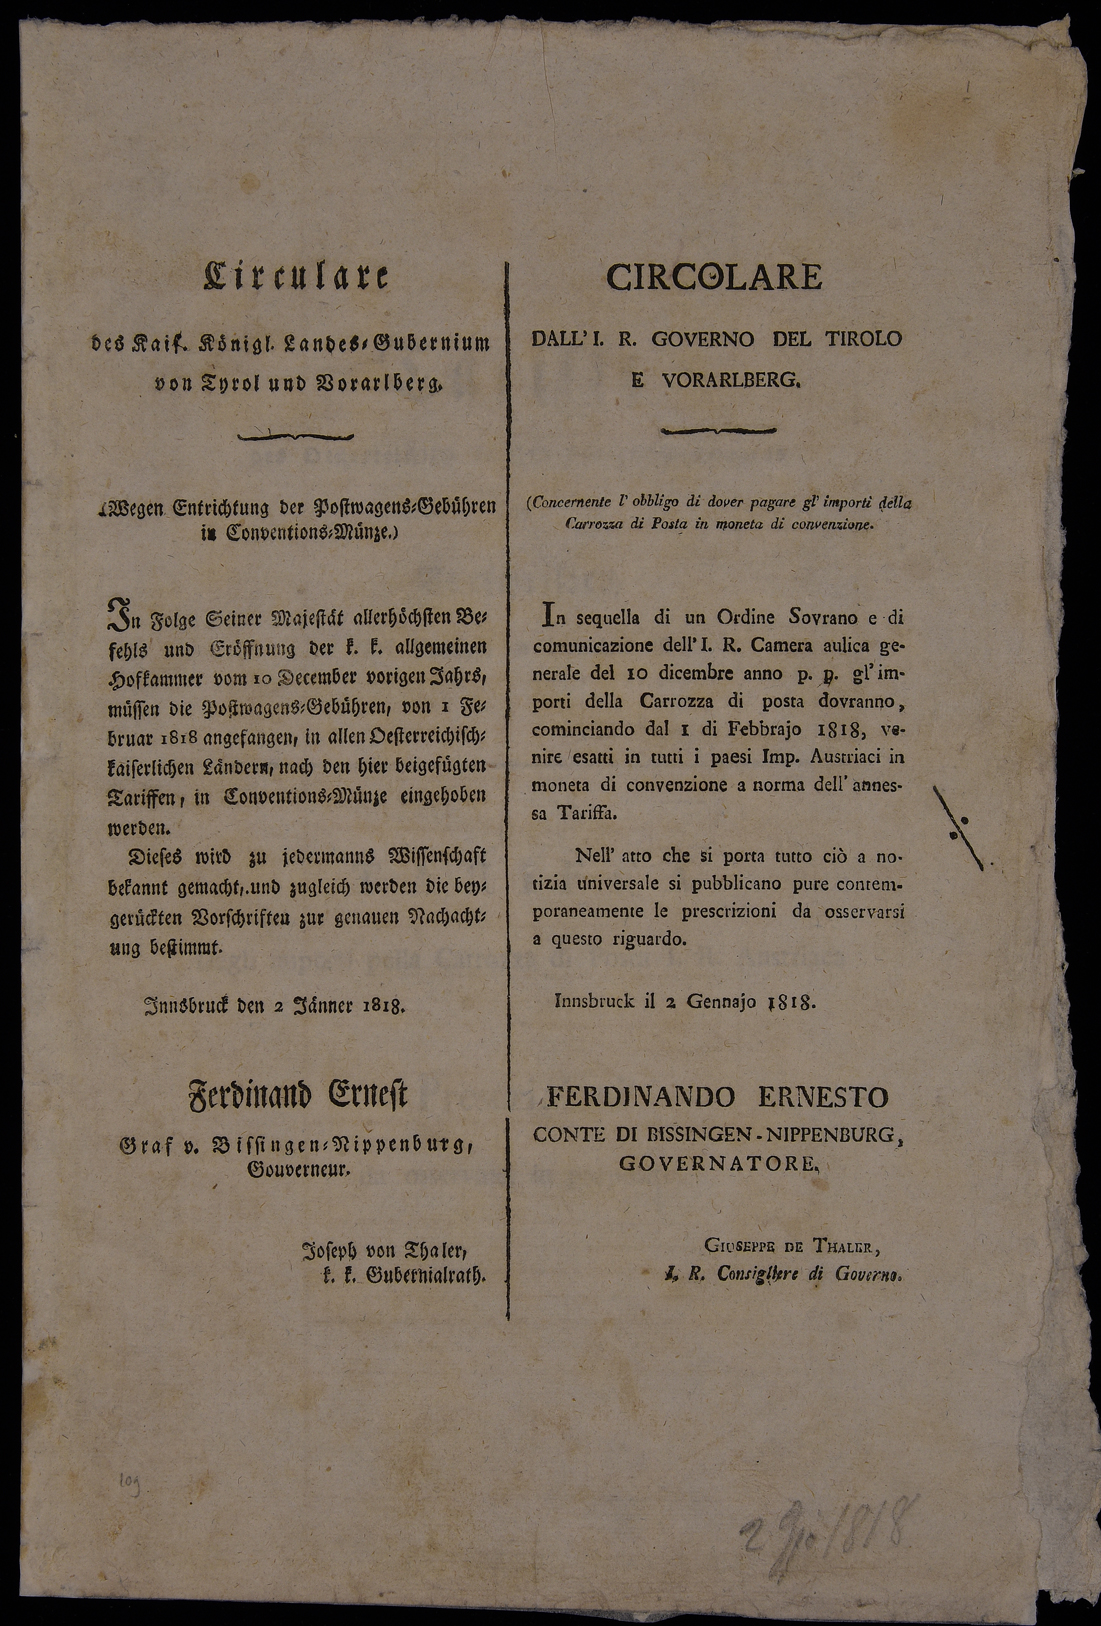 Circulare
des Kais. Königl. Landes-Gubernium
von Tyrol und Vorarlberg.
(Wegen Entrichtung der Postwagens-Gebühren
in Conventions-Münze.)
In Folge Seiner Majestät allerhöchsten Be-
fehls und Eröffnung der k. k. allgemeinen
Hofkammer vom 10 December vorigen Jahrs,
müssen die Postwagens-Gebühren, von 1 Fe-
bruar 1818 angefangen, in allen Oesterreichisch-
kaiserlichen Ländern, nach den hier beigefügten
Tariffen, in Conventions-Münze eingehoben
werden.
Dieses wird zu jedermanns Wissenschaft
bekannt gemacht, und zugleich werden die bey-
gerückten Vorschriften zur genauen Nachacht-
ung bestimmt.
Innsbruck den 2 Jänner 1818.
Ferdinand Ernest
Graf v. Bissingen-Nippenburg,
Gouverneur.
Joseph von Thaler,
k. k. Gubernialrath.
CIRCOLARE
DALL' I. R. GOVERNO DEL TIROLO
E VORARLBERG.
(Concernente l' obbligo di dover pagare gl' importi della
Carrozza di Posta in moneta di convenzione.
In sequella di un Ordine Sovrano e di
comunicazione dell' I. R. Camera aulica ge-
nerale del 10 dicembre anno p. p. gl' im-
porti della Carrozza di posta dovranno,
cominciando dal 1 di Febbrajo 1818, ve-
nire esatti in tutti i paesi Imp. Austriaci in
moneta di convenzione a norma dell' annes-
sa Tariffa.
Nell' atto che si porta tutto ciò a no-
tizia universale si pubblicano pure contem-
poraneamente le prescrizioni da osservarsi
a questo riguardo.
Innsbruck il 2 Gennajo 1818.
FERDINANDO ERNESTO
CONTE DI BISSINGEN-NIPPENBURG,
GOVERNATORE.
GIUSEPPE DE THALER,
I. R. Consigliere di Governo.
109
2 1818